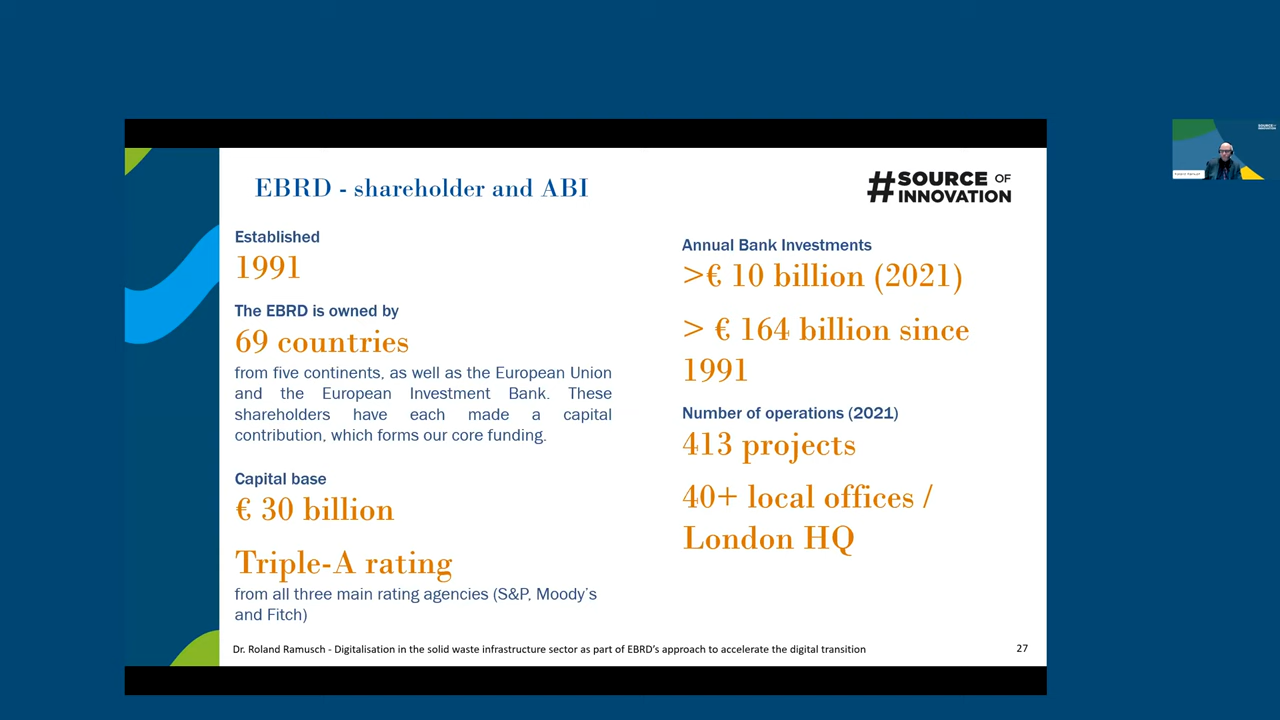 EBRD - shareholder and ABI
#SOURCE OF
INNOVATION
Established
1991
The EBRD is owned by
69 countries
from five continents, as well as the European Union
and the European Investment Bank. These
shareholders have each made a capital
contribution, which forms our core funding.
Capital base
€ 30 billion
Triple-A rating
from all three main rating agencies (S&P, Moody's
and Fitch)
Annual Bank Investments
>€ 10 billion (2021)
> € 164 billion since
1991
Number of operations (2021)
413 projects
40+ local offices /
London HQ
Dr. Roland Ramusch - Digitalisation in the solid waste infrastructure sector as part of EBRD's approach to accelerate the digital transition
27